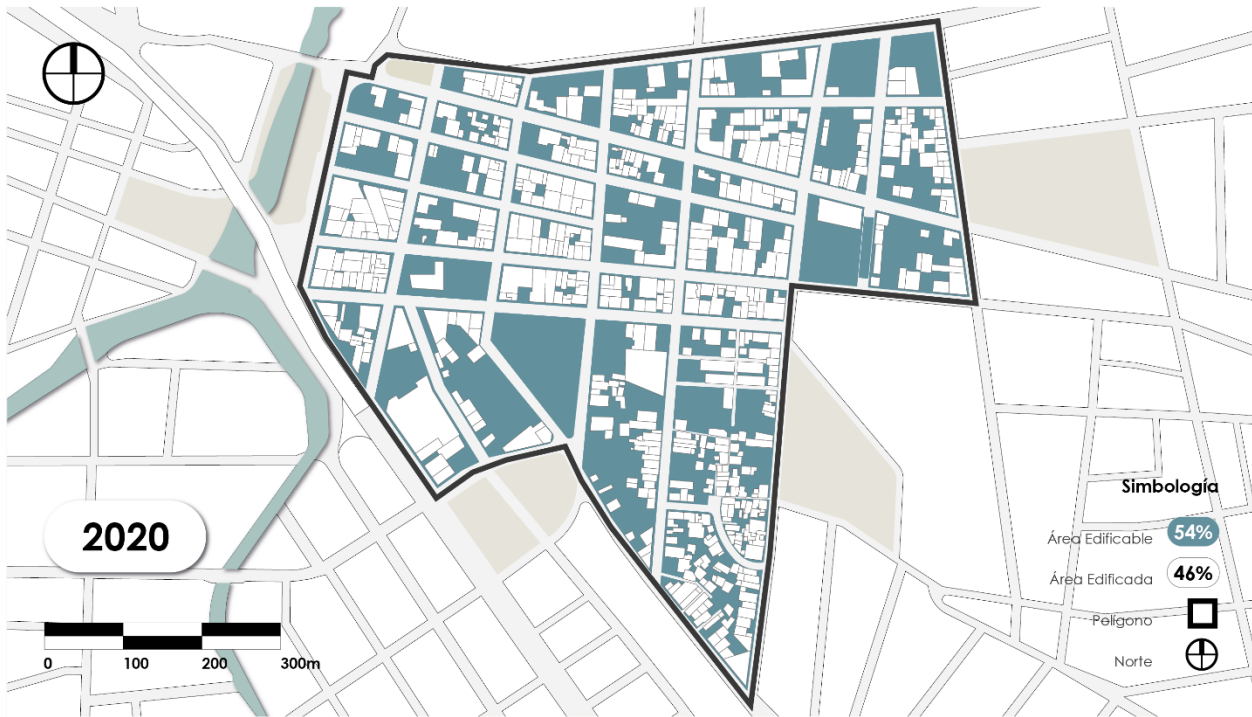 2020
0 100 200 300m
Simbología
Área Edificable 54%
Área Edificada 46%
Polígono
Norte